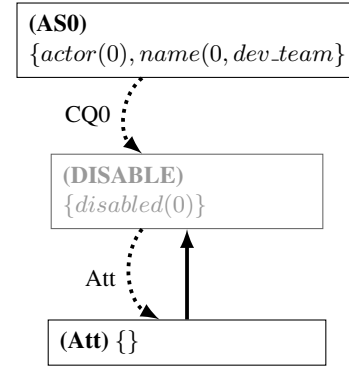 (AS0)
{actor(0), name(0, dev_team}
CQ0
(DISABLE)
{disabled(0)}
Att
(Att) {}